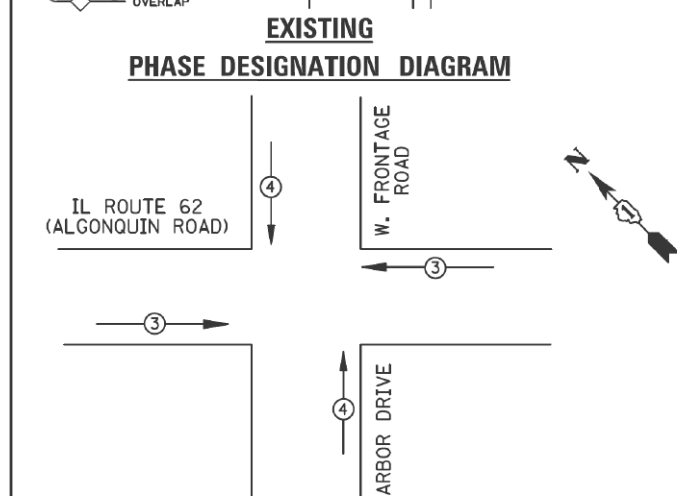 OVERLAP
EXISTING
PHASE DESIGNATION DIAGRAM
W. FRONTAGE
ROAD
N
4
IL ROUTE 62
(ALGONQUIN ROAD)
3
3
4
ARBOR DRIVE